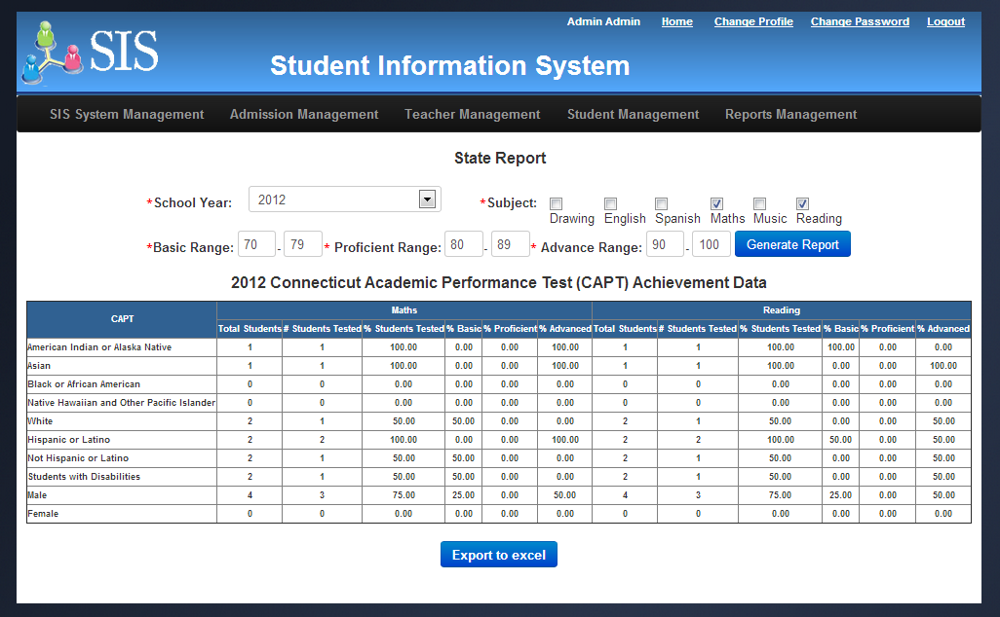 Admin Admin Home Change Profile Change Password Logout
SIS
Student Information System
SIS System Management Admission Management Teacher Management Student Management Reports Management
State Report
*School Year: 2012 *Subject: Drawing English Spanish Maths Music Reading
*Basic Range: 70 - 79 * Proficient Range: 80 - 89 * Advance Range: 90 - 100 Generate Report
2012 Connecticut Academic Performance Test (CAPT) Achievement Data
CAPT Maths Reading
Total Students # Students Tested % Students Tested % Basic % Proficient % Advanced Total Students # Students Tested % Students Tested % Basic % Proficient % Advanced
American Indian or Alaska Native 1 1 100.00 0.00 0.00 100.00 1 1 100.00 100.00 0.00 0.00
Asian 1 1 100.00 0.00 0.00 100.00 1 1 100.00 0.00 0.00 100.00
Black or African American 0 0 0.00 0.00 0.00 0.00 0 0 0.00 0.00 0.00 0.00
Native Hawaiian and Other Pacific Islander 0 0 0.00 0.00 0.00 0.00 0 0 0.00 0.00 0.00 0.00
White 2 1 50.00 50.00 0.00 0.00 2 1 50.00 0.00 0.00 50.00
Hispanic or Latino 2 2 100.00 0.00 0.00 100.00 2 2 100.00 50.00 0.00 50.00
Not Hispanic or Latino 2 1 50.00 50.00 0.00 0.00 2 1 50.00 0.00 0.00 50.00
Students with Disabilities 2 1 50.00 50.00 0.00 0.00 2 1 50.00 0.00 0.00 50.00
Male 4 3 75.00 25.00 0.00 50.00 4 3 75.00 25.00 0.00 50.00
Female 0 0 0.00 0.00 0.00 0.00 0 0 0.00 0.00 0.00 0.00
Export to excel